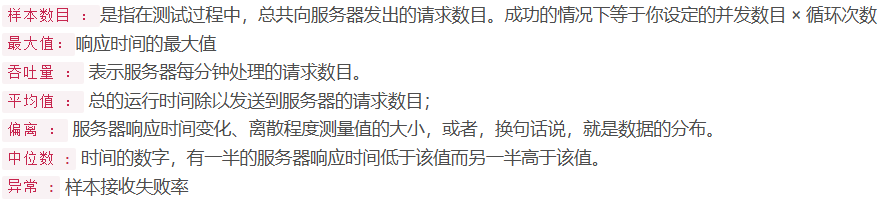 样本数目 ：是指在测试过程中，总共向服务器发出的请求数目。成功的情况下等于你设定的并发数目 × 循环次数
最大值：响应时间的最大值
吞吐量 ：表示服务器每分钟处理的请求数目。
平均值 ：总的运行时间除以发送到服务器的请求数目；
偏离 ：服务器响应时间变化、离散程度测量值的大小，或者，换句话说，就是数据的分布。
中位数 ：时间的数字，有一半的服务器响应时间低于该值而另一半高于该值。
异常 ：样本接收失败率